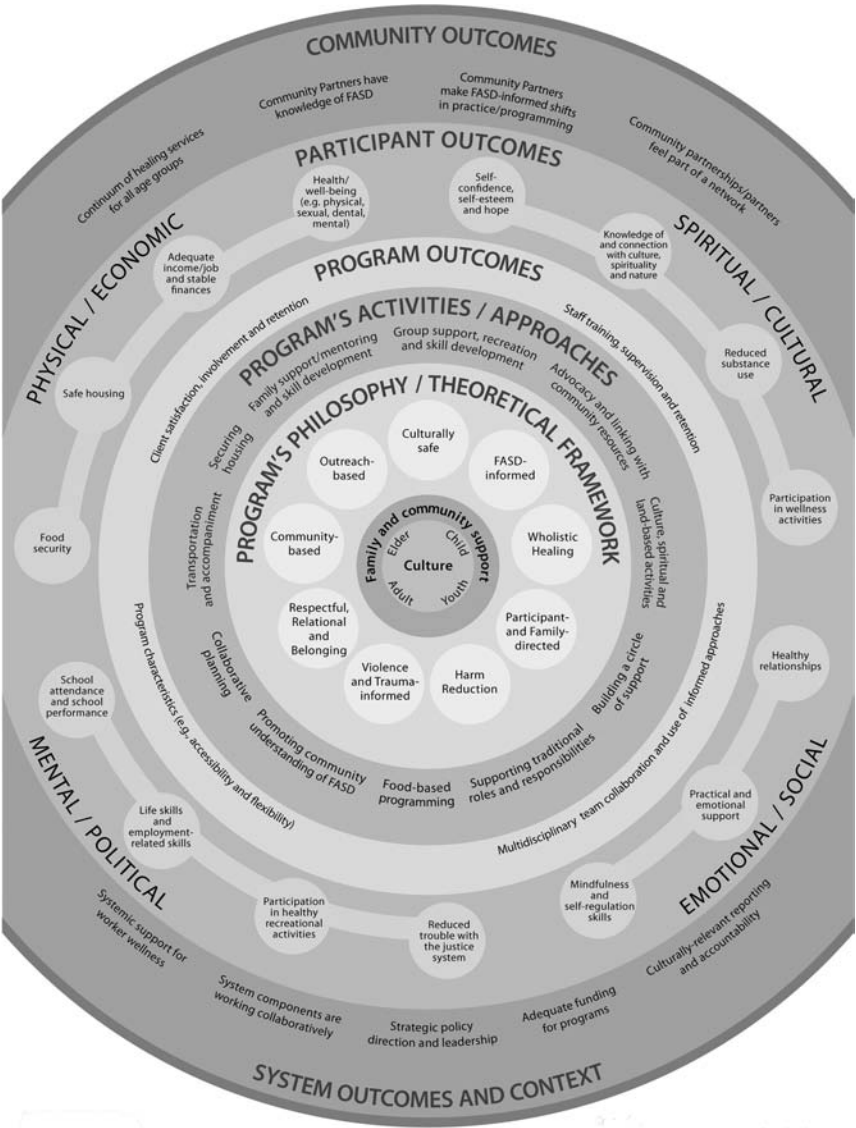 COMMUNITY OUTCOMES
Community Partners have
knowledge of FASD
Community Partners
make FASD-informed shifts
in practice/programming
Continuum of healing services
for all age groups
Community partnerships/partners
feel part of a network
PARTICIPANT OUTCOMES
PHYSICAL / ECONOMIC
Health/
well-being
(e.g. physical,
sexual, dental,
mental)
Adequate
income/job
and stable
finances
Safe housing
Food
security
SPIRITUAL / CULTURAL
Self-
confidence,
self-esteem
and hope
Knowledge of
and connection
with culture,
spirituality
and nature
Reduced
substance
use
Participation
in wellness
activities
PROGRAM OUTCOMES
Client satisfaction, involvement and retention
Staff training, supervision and retention
PROGRAM'S ACTIVITIES / APPROACHES
Family support/mentoring
and skill development
Group support, recreation
and skill development
Advocacy and linking with
community resources
Securing
housing
Transportation
and accompaniment
Culture, spiritual and
land-based activities
PROGRAM'S PHILOSOPHY / THEORETICAL FRAMEWORK
Culturally
safe
Outreach-
based
FASD-
informed
Community-
based
Wholistic
Healing
Family and community support
Elder
Child
Culture
Adult
Youth
Respectful,
Relational
and
Belonging
Participant-
and Family-
directed
Violence
and Trauma-
informed
Harm
Reduction
Collaborative
planning
Promoting community
understanding of FASD
Food-based
programming
Supporting traditional
roles and responsibilities
Building a circle
of support
Program characteristics (e.g., accessibility and flexibility)
Multidisciplinary team collaboration and use of informed approaches
MENTAL / POLITICAL
School
attendance
and school
performance
Life skills
and
employment-
related skills
Participation
in healthy
recreational
activities
Reduced
trouble with
the justice
system
EMOTIONAL / SOCIAL
Healthy
relationships
Practical and
emotional
support
Mindfulness
and
self-regulation
skills
Systemic support for
worker wellness
System components are
working collaboratively
Strategic policy
direction and leadership
Adequate funding
for programs
Culturally-relevant reporting
and accountability
SYSTEM OUTCOMES AND CONTEXT